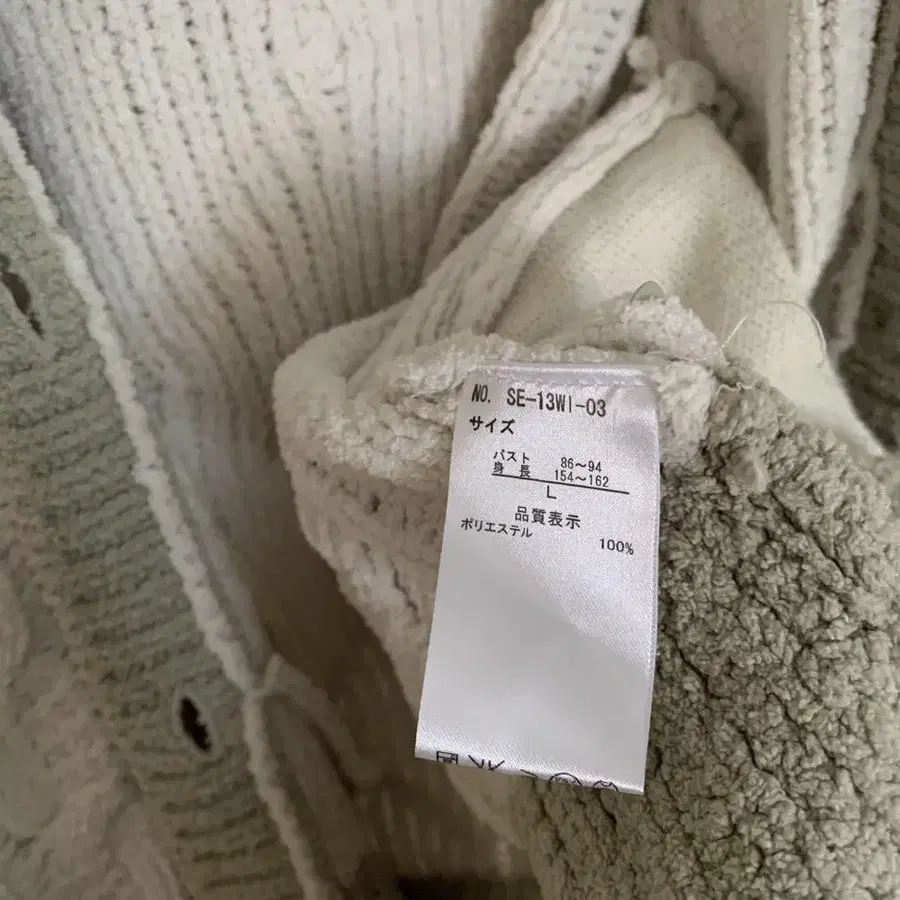 NO. SE-13WI-03
サイズ
バスト 86〜94
身長 154〜162
L
品質表示
ポリエステル 100%